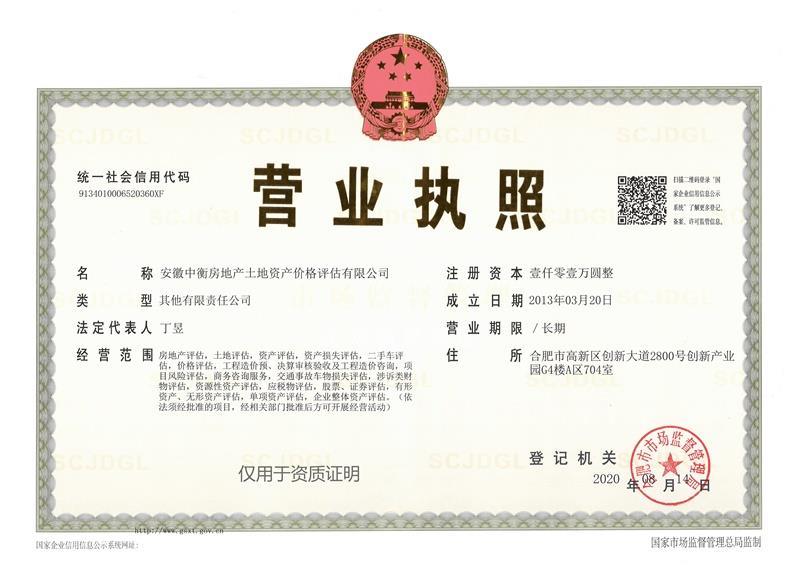 统一社会信用代码
9134010006520360XF
营业执照
扫描二维码登录“国
家企业信用信息公示
系统”了解更多登记、
备案、许可监管信息。
名 称 安徽中衡房地产土地资产价格评估有限公司
类 型 其他有限责任公司
法定代表人 丁昱
经营范围 房地产评估，土地评估，资产评估，资产损失评估，二手车评
估，价格评估，工程造价预、决算审核验收及工程造价咨询，项
目风险评估，商务咨询服务，交通事故车物损失评估，涉诉类财
物评估，资源性资产评估，应税物评估，股票、证券评估，有形
资产、无形资产评估，单项资产评估，企业整体资产评估。（依
法须经批准的项目，经相关部门批准后方可开展经营活动）
注册资本 壹仟零壹万圆整
成立日期 2013年03月20日
营业期限 / 长期
住 所 合肥市高新区创新大道2800号创新产业
园G4楼A区704室
仅用于资质证明
登记机关
合肥市市场监督管理局
2020 年 08 月 14 日
http://www.gsxt.gov.cn
国家企业信用信息公示系统网址：
国家市场监督管理总局监制
SCJDGL
市场监督管理